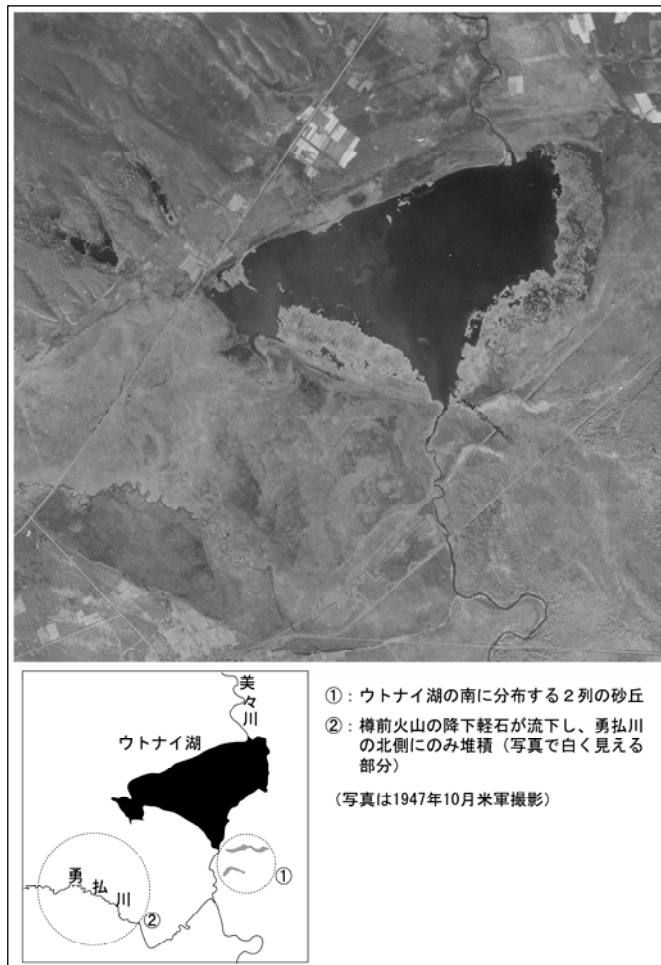 美々川
ウトナイ湖
勇払川
①
②
①：ウトナイ湖の南に分布する２列の砂丘
②：樽前火山の降下軽石が流下し、勇払川
の北側にのみ堆積（写真で白く見える
部分）
（写真は1947年10月米軍撮影）